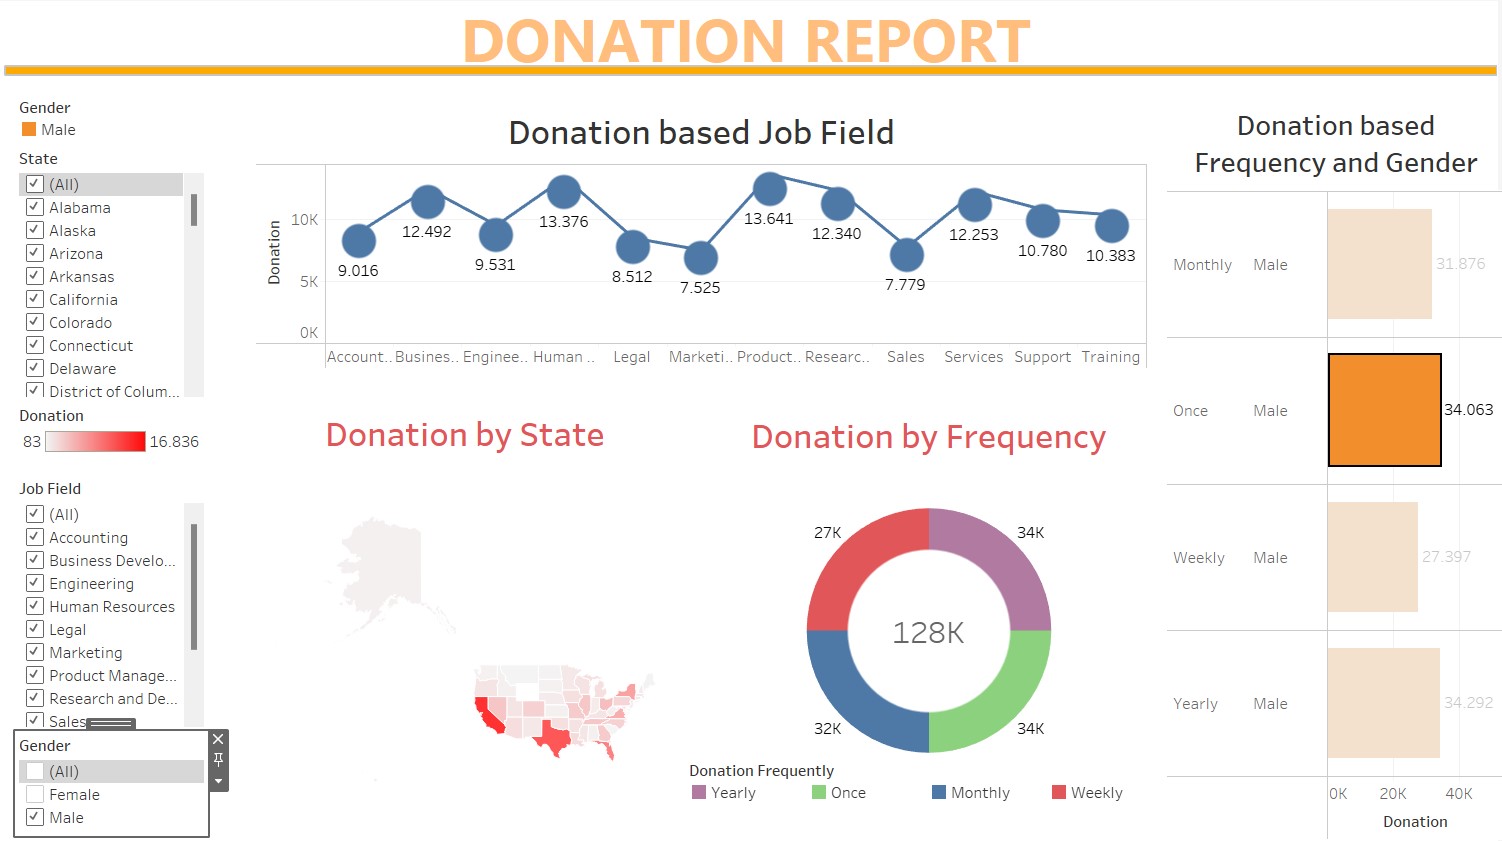 DONATION REPORT
Gender
Male
State
(All)
Alabama
Alaska
Arizona
Arkansas
California
Colorado
Connecticut
Delaware
District of Colum...
Donation
83 16.836
Job Field
(All)
Accounting
Business Develo...
Engineering
Human Resources
Legal
Marketing
Product Manage...
Research and De...
Sales
Gender
(All)
Female
Male
Donation based Job Field
Donation
10K
5K
0K
9.016
12.492
9.531
13.376
8.512
7.525
13.641
12.340
7.779
12.253
10.780
10.383
Account.. Busines.. Enginee.. Human .. Legal Marketi.. Product.. Researc.. Sales Services Support Training
Donation by State
Donation by Frequency
27K 34K
128K
32K 34K
Donation Frequently
Yearly Once Monthly Weekly
Donation based
Frequency and Gender
Monthly Male 31.876
Once Male 34.063
Weekly Male 27.397
Yearly Male 34.292
0K 20K 40K
Donation